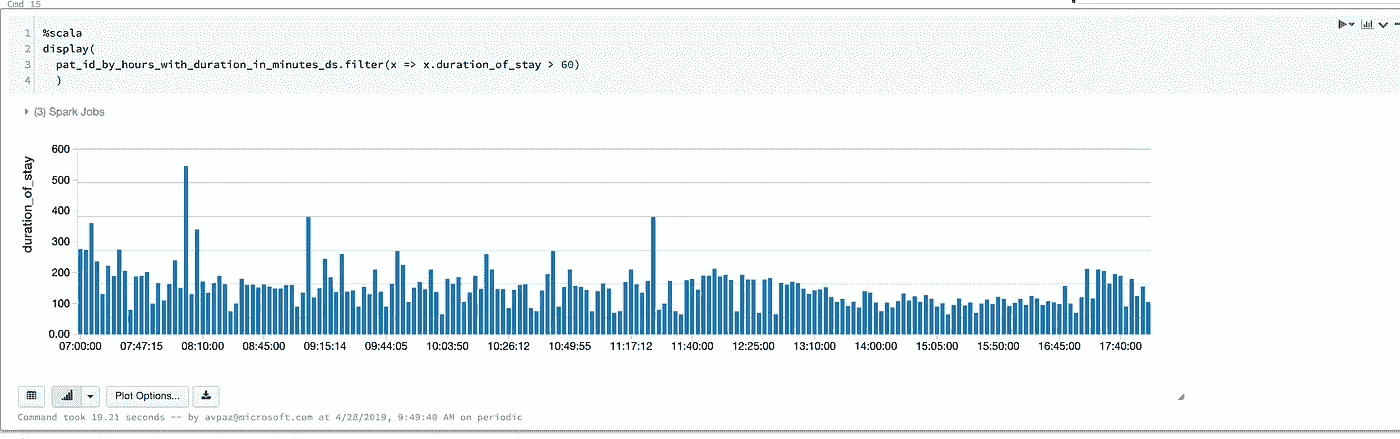 Cmd 15
1 %scala
2 display(
3 pat_id_by_hours_with_duration_in_minutes_ds.filter(x => x.duration_of_stay > 60)
4 )
(3) Spark Jobs
600
500
400
300
200
100
0.00
duration_of_stay
07:00:00 07:47:15 08:10:00 08:45:00 09:15:14 09:44:05 10:03:50 10:26:12 10:49:55 11:17:12 11:40:00 12:25:00 13:10:00 14:00:00 15:05:00 15:50:00 16:45:00 17:40:00
Plot Options...
Command took 19.21 seconds -- by avpaz@microsoft.com at 4/28/2019, 9:49:40 AM on periodic